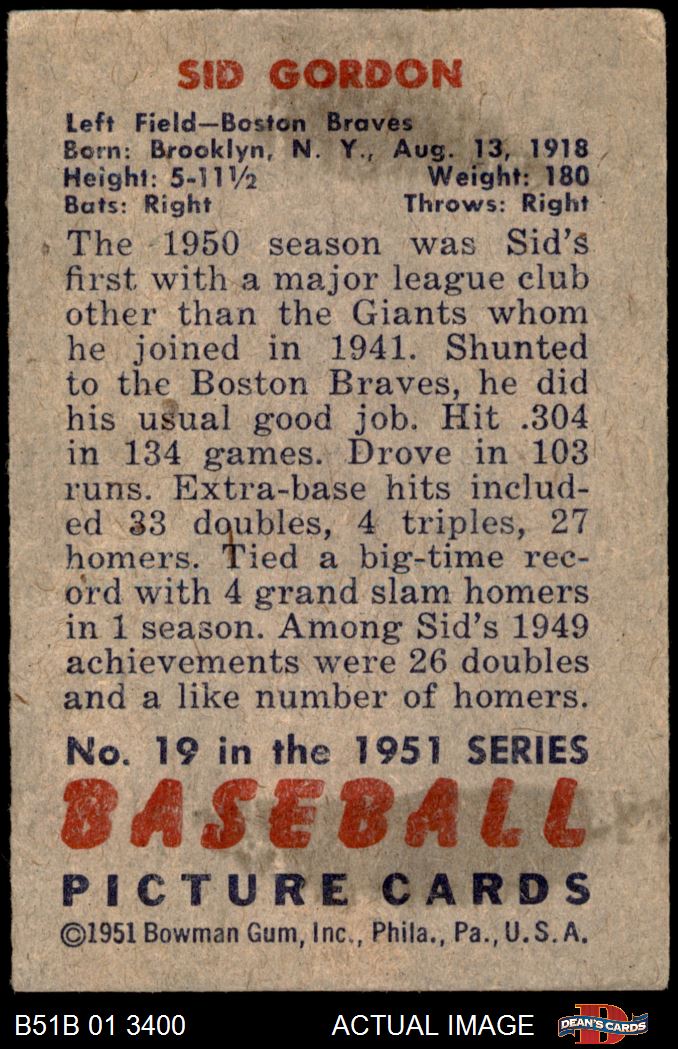 SID GORDON
Left Field—Boston Braves
Born: Brooklyn, N. Y., Aug. 13, 1918
Height: 5-11½ Weight: 180
Bats: Right Throws: Right
The 1950 season was Sid's
first with a major league club
other than the Giants whom
he joined in 1941. Shunted
to the Boston Braves, he did
his usual good job. Hit .304
in 134 games. Drove in 103
runs. Extra-base hits includ-
ed 33 doubles, 4 triples, 27
homers. Tied a big-time rec-
ord with 4 grand slam homers
in 1 season. Among Sid's 1949
achievements were 26 doubles
and a like number of homers.
No. 19 in the 1951 SERIES
BASEBALL
PICTURE CARDS
©1951 Bowman Gum, Inc., Phila., Pa., U.S.A.
B51B 01 3400 ACTUAL IMAGE D DEAN'S CARDS